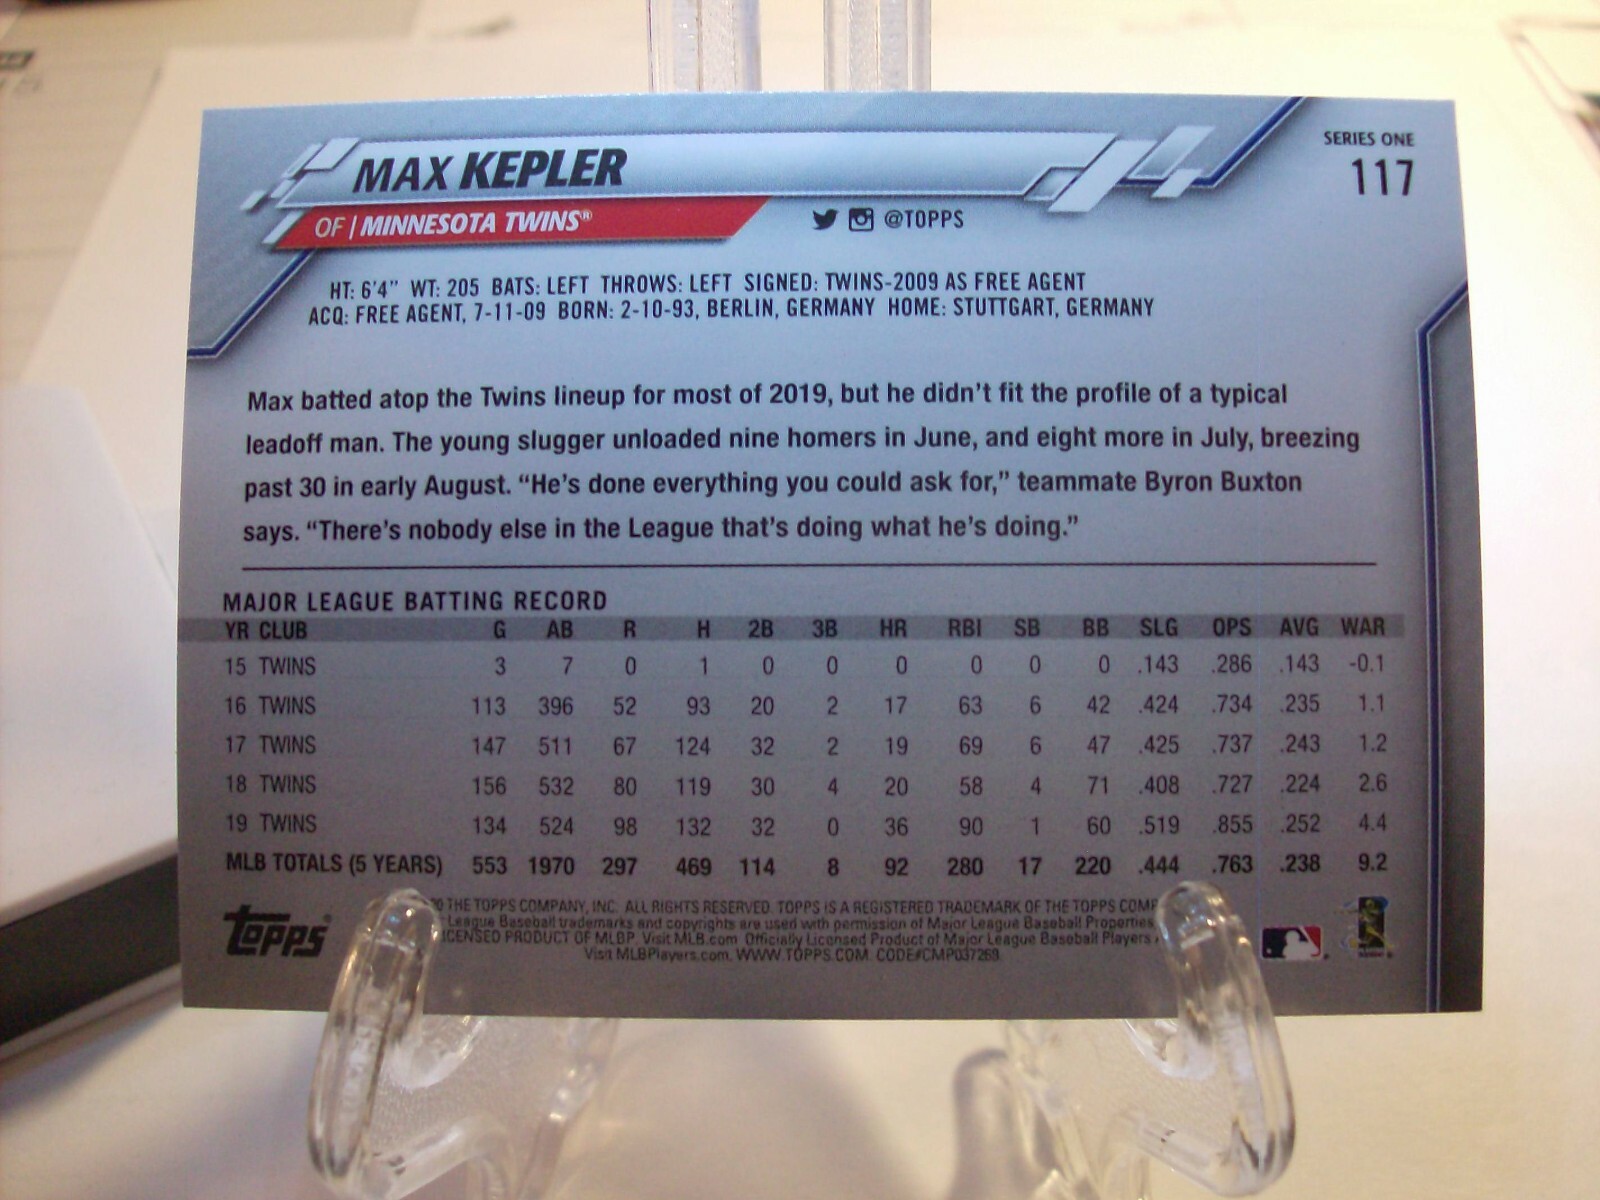 SERIES ONE
117
MAX KEPLER
OF | MINNESOTA TWINS®
@TOPPS
HT: 6'4" WT: 205 BATS: LEFT THROWS: LEFT SIGNED: TWINS-2009 AS FREE AGENT
ACQ: FREE AGENT, 7-11-09 BORN: 2-10-93, BERLIN, GERMANY HOME: STUTTGART, GERMANY
Max batted atop the Twins lineup for most of 2019, but he didn't fit the profile of a typical
leadoff man. The young slugger unloaded nine homers in June, and eight more in July, breezing
past 30 in early August. “He's done everything you could ask for,” teammate Byron Buxton
says. “There's nobody else in the League that's doing what he's doing.”
MAJOR LEAGUE BATTING RECORD
YR CLUB G AB R H 2B 3B HR RBI SB BB SLG OPS AVG WAR
15 TWINS 3 7 0 1 0 0 0 0 0 0 .143 .286 .143 -0.1
16 TWINS 113 396 52 93 20 2 17 63 6 42 .424 .734 .235 1.1
17 TWINS 147 511 67 124 32 2 19 69 6 47 .425 .737 .243 1.2
18 TWINS 156 532 80 119 30 4 20 58 4 71 .408 .727 .224 2.6
19 TWINS 134 524 98 132 32 0 36 90 1 60 .519 .855 .252 4.4
MLB TOTALS (5 YEARS) 553 1970 297 469 114 8 92 280 17 220 .444 .763 .238 9.2
Topps®
THE TOPPS COMPANY, INC. ALL RIGHTS RESERVED. TOPPS IS A REGISTERED TRADEMARK OF THE TOPPS COMP
League Baseball trademarks and copyrights are used with permission of Major League Baseball Properties,
ICENSED PRODUCT OF MLBP. Visit MLB.com Officially Licensed Product of Major League Baseball Players
Visit MLBPlayers.com. WWW.TOPPS.COM. CODE#CMP037269.